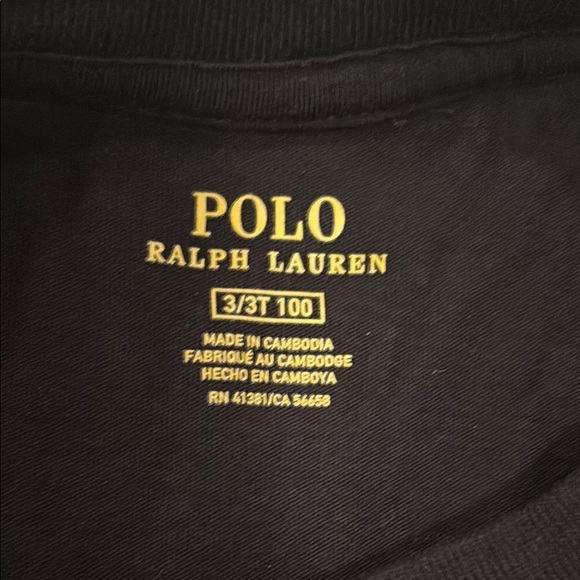 POLO
RALPH LAUREN
3/3T 100
MADE IN CAMBODIA
FABRIQUÉ AU CAMBODGE
HECHO EN CAMBOYA
RN 41381/CA 56658